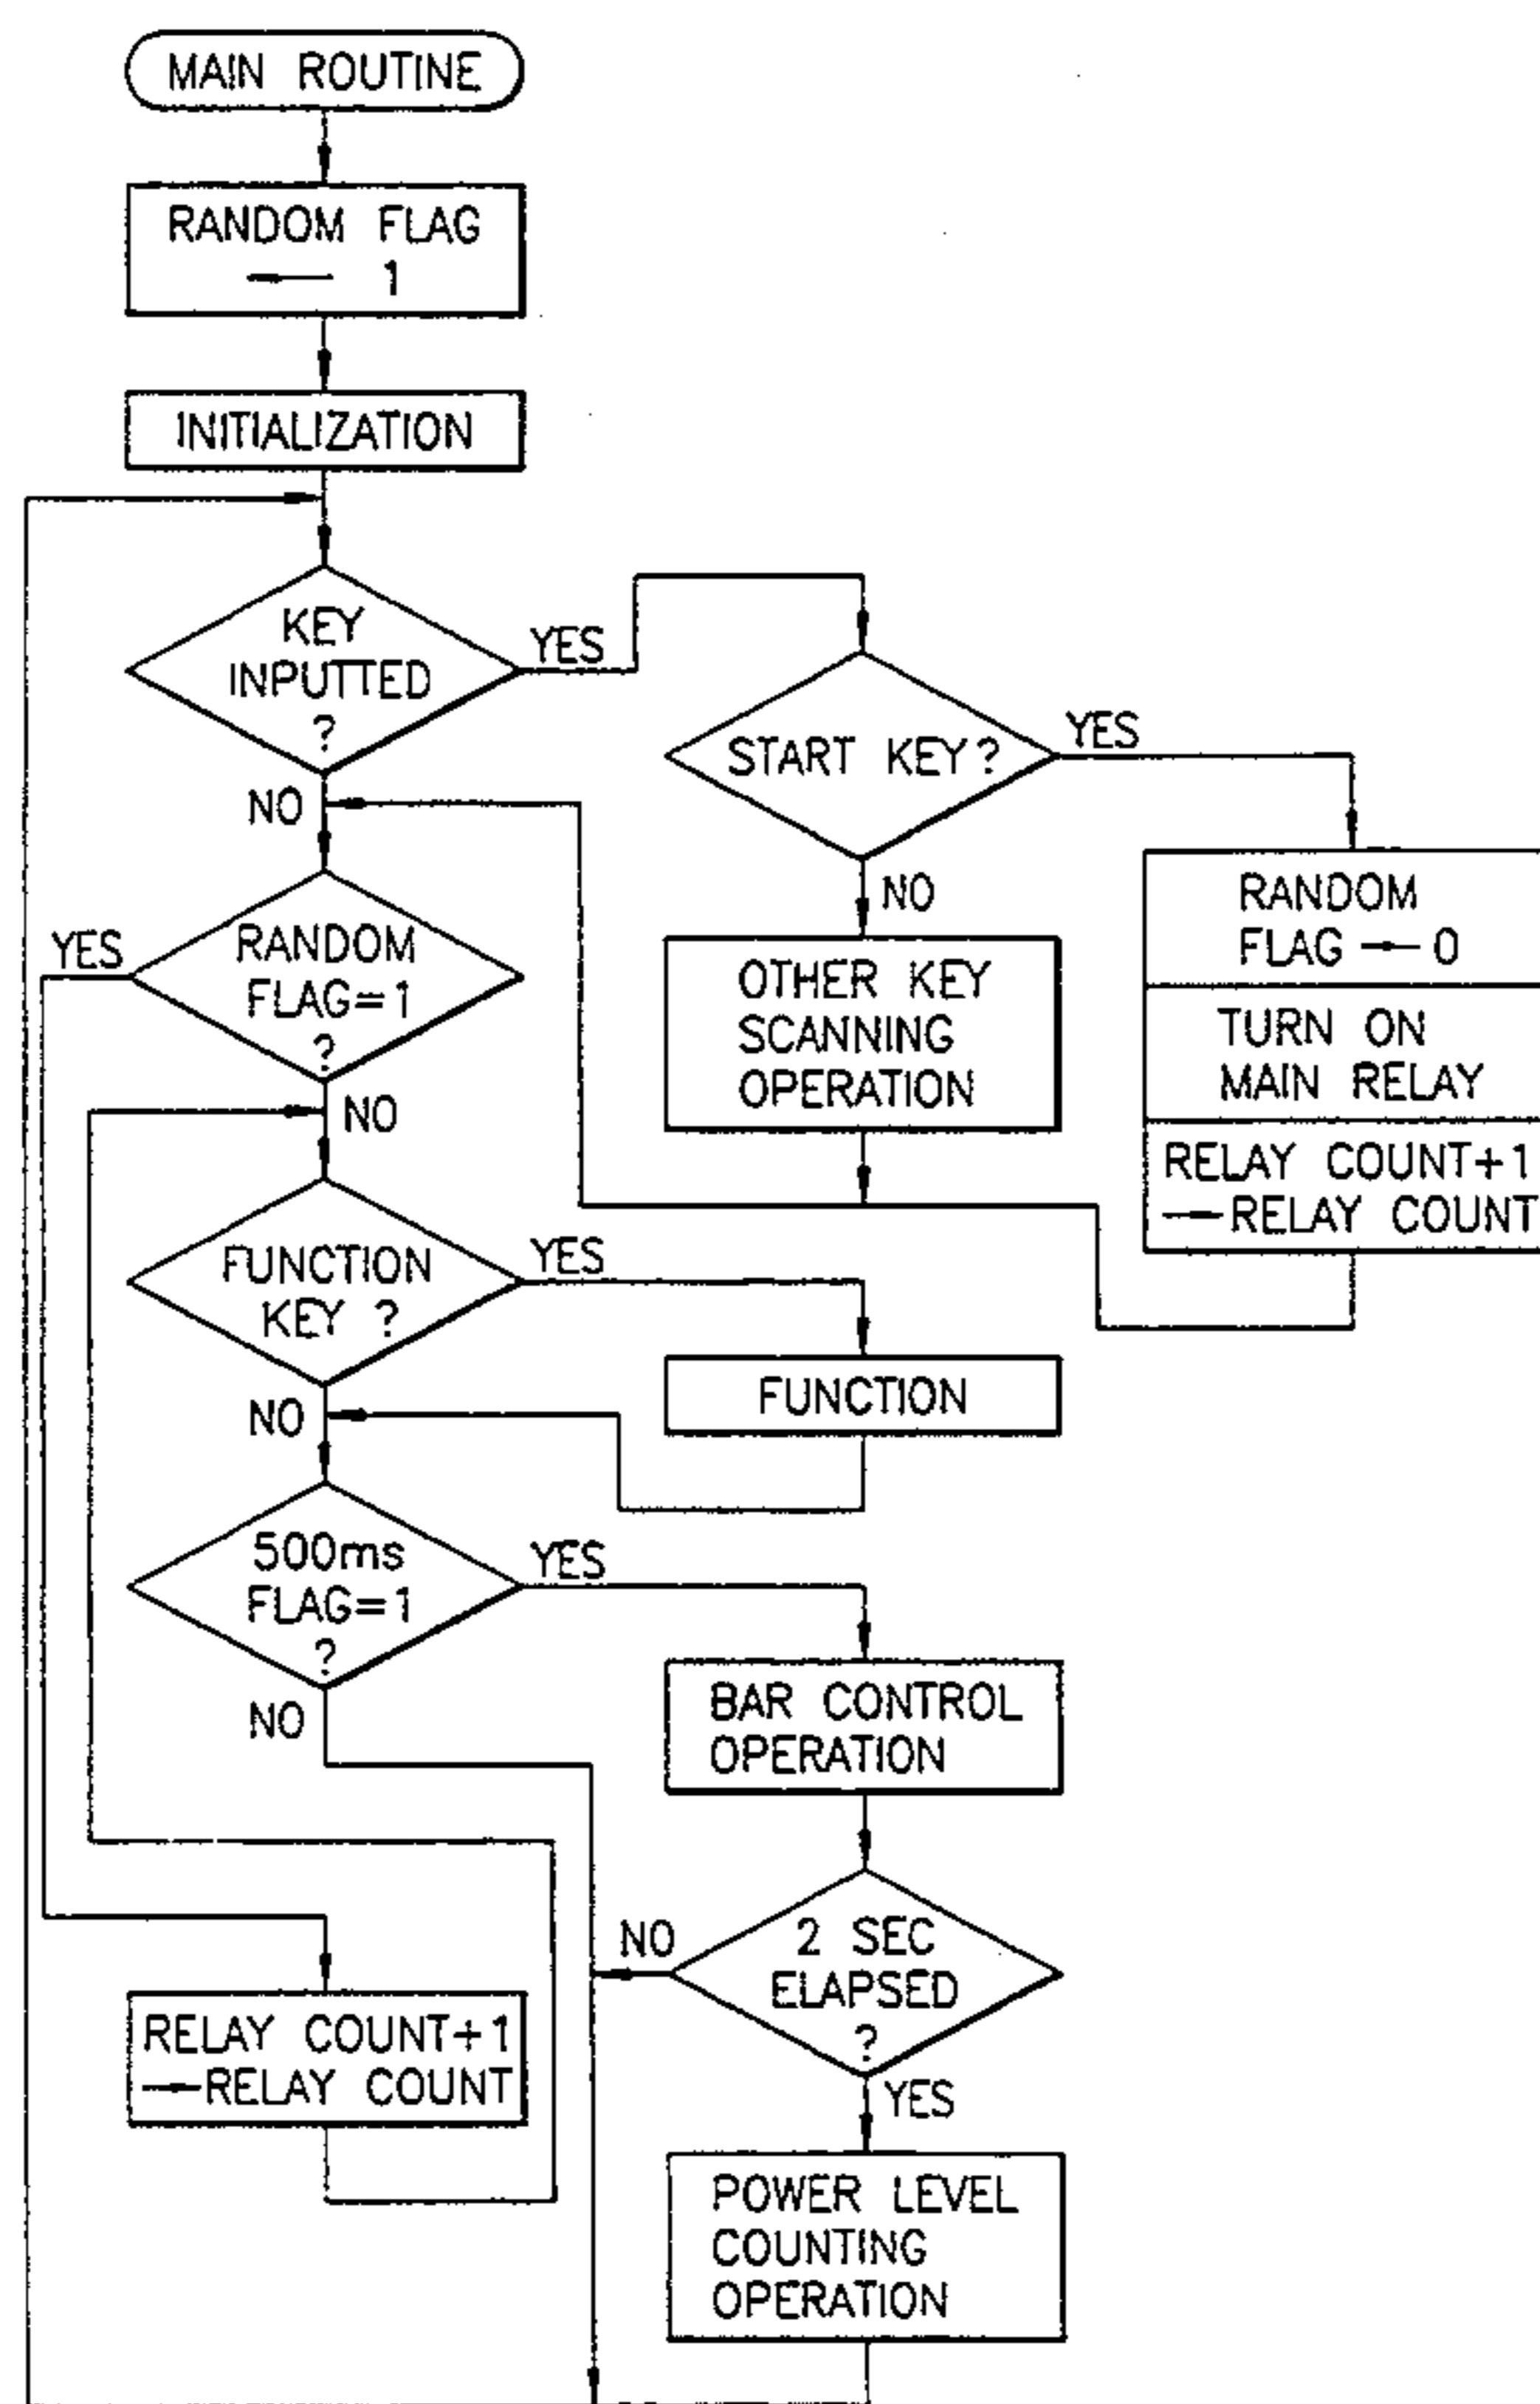 MAIN ROUTINE
RANDOM FLAG
← 1
INITIALIZATION
KEY
INPUTTED
?
YES
NO
START KEY?
YES
NO
RANDOM
FLAG ← 0
TURN ON
MAIN RELAY
RELAY COUNT+1
→RELAY COUNT
OTHER KEY
SCANNING
OPERATION
RANDOM
FLAG=1
?
YES
NO
FUNCTION
KEY ?
YES
NO
FUNCTION
500ms
FLAG=1
?
YES
NO
BAR CONTROL
OPERATION
2 SEC
ELAPSED
?
NO
YES
RELAY COUNT+1
→RELAY COUNT
POWER LEVEL
COUNTING
OPERATION